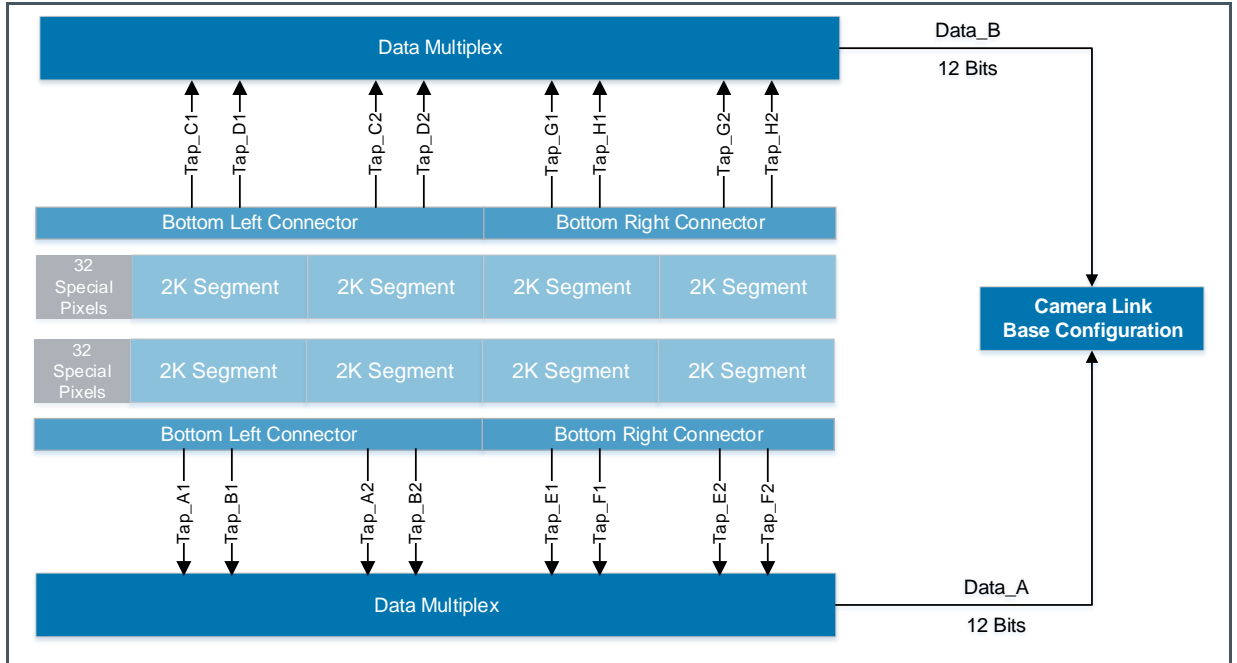 Data Multiplex
Data_B
12 Bits
Tap_C1
Tap_D1
Tap_C2
Tap_D2
Tap_G1
Tap_H1
Tap_G2
Tap_H2
Bottom Left Connector
Bottom Right Connector
32
Special
Pixels
2K Segment
2K Segment
2K Segment
2K Segment
Camera Link
Base Configuration
32
Special
Pixels
2K Segment
2K Segment
2K Segment
2K Segment
Bottom Left Connector
Bottom Right Connector
Tap_A1
Tap_B1
Tap_A2
Tap_B2
Tap_E1
Tap_F1
Tap_E2
Tap_F2
Data Multiplex
Data_A
12 Bits